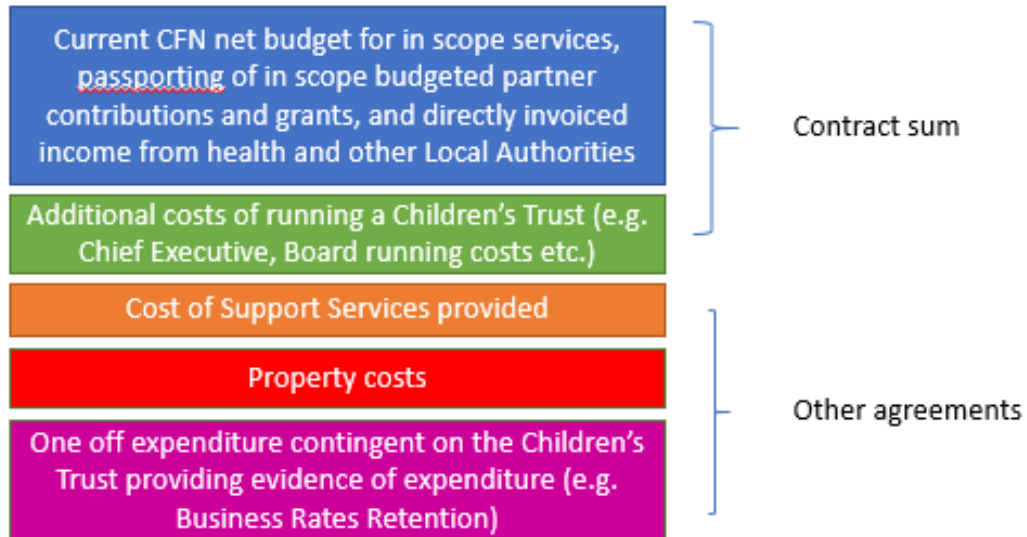 Current CFN net budget for in scope services,
passporting of in scope budgeted partner
contributions and grants, and directly invoiced
income from health and other Local Authorities
Contract sum
Additional costs of running a Children’s Trust (e.g.
Chief Executive, Board running costs etc.)
Cost of Support Services provided
Property costs
Other agreements
One off expenditure contingent on the Children’s
Trust providing evidence of expenditure (e.g.
Business Rates Retention)